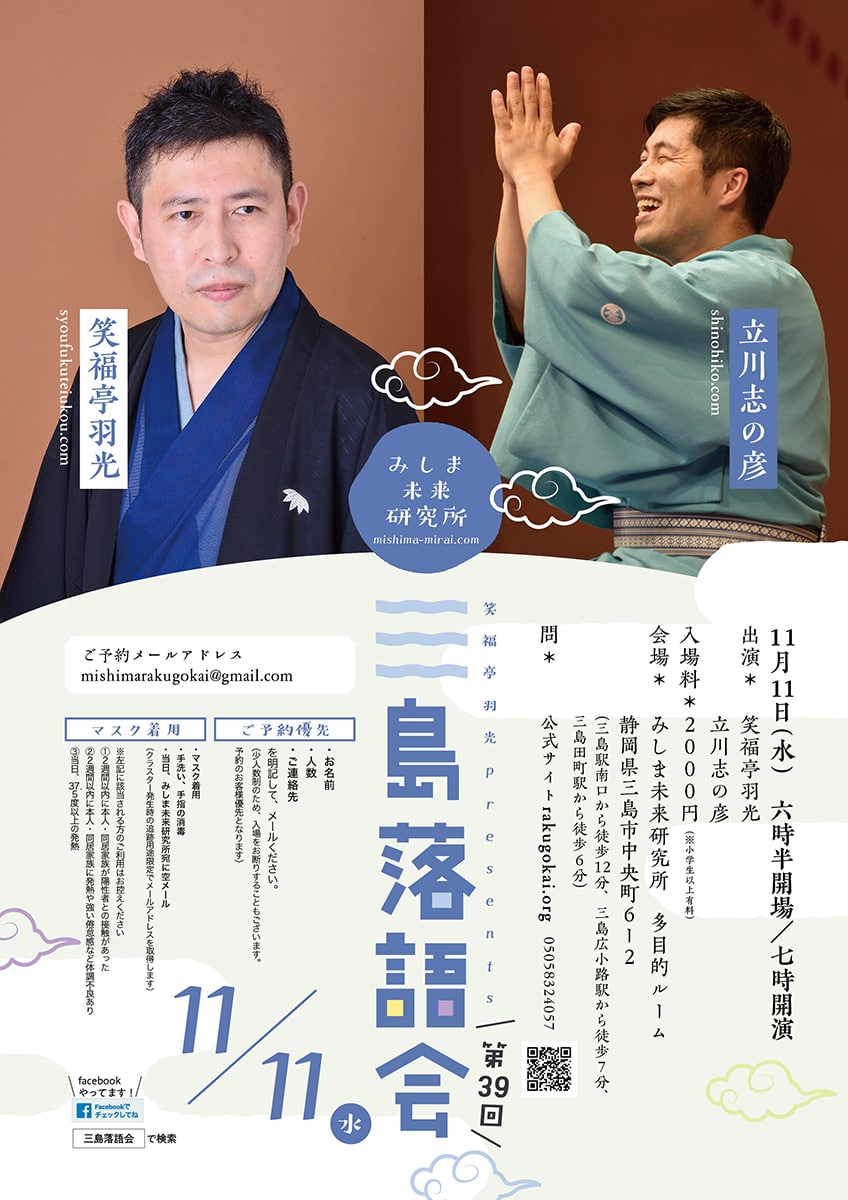 笑福亭羽光
syoufukuteiukou.com
立川志の彦
shinohiko.com
みしま
未来
研究所
mishima-mirai.com
笑福亭羽光 presents
三島落語会
第39回
11/11
水
11月11日(水) 六時半開場/七時開演
出演* 笑福亭羽光
立川志の彦
入場料*2000円(※小学生以上有料)
会場* みしま未来研究所 多目的ルーム
静岡県三島市中央町6-2
(三島駅南口から徒歩12分、三島広小路駅から徒歩7分、
三島田町駅から徒歩6分)
問* 公式サイトrakugokai.org 05058324057
ご予約メールアドレス
mishimarakugokai@gmail.com
ご予約優先
・お名前
・人数
・ご連絡先
を明記して、メールください。
(少人数制のため、入場をお断りすることもございます。
予約のお客様優先となります)
マスク着用
・マスク着用
・手洗い、手指の消毒
・当日、みしま未来研究所宛に空メール
(クラスター発生時の追跡用途限定でメールアドレスを取得します)
※左記に該当される方のご利用はお控えください
①2週間以内に本人・同居家族が陽性者との接触があった
②2週間以内に本人・同居家族に発熱や強い倦怠感など体調不良あり
③当日、37.5度以上の発熱
facebook
やってます!
Facebookで
チェックしてね
三島落語会 で検索